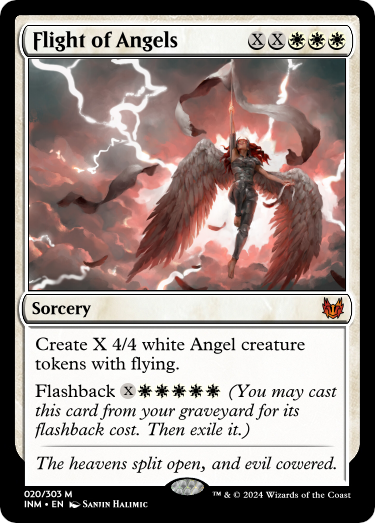 Flight of Angels X X
Sorcery
Create X 4/4 white Angel creature
tokens with flying.
Flashback X (You may cast
this card from your graveyard for its
flashback cost. Then exile it.)
The heavens split open, and evil cowered.
020/303 M
INM • EN Sanjin Halimic
™ & © 2024 Wizards of the Coast